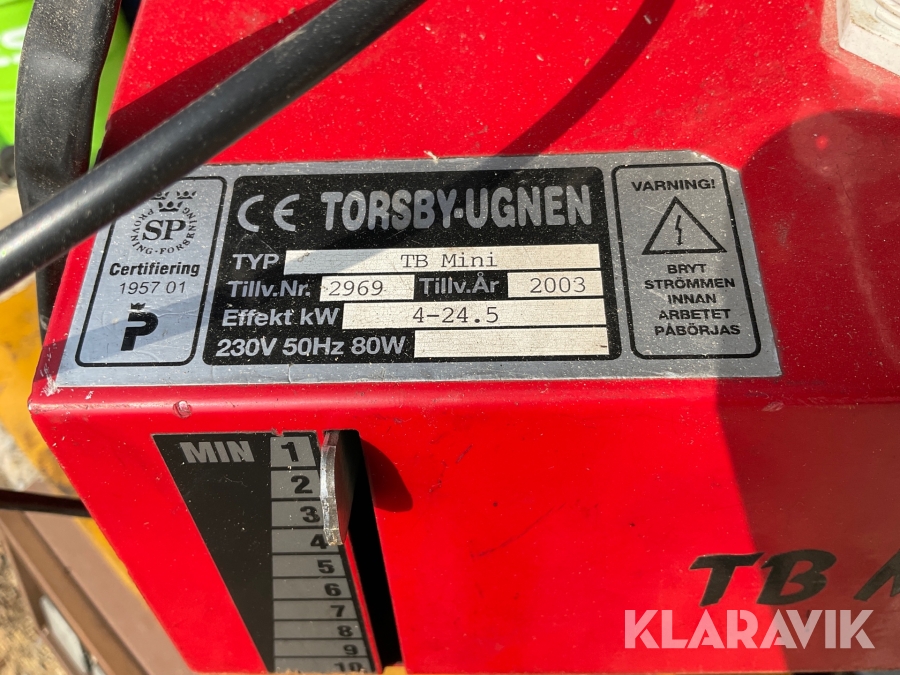 PROVNING-FORSKNING
SP
Certifiering
1957 01
P
CE TORSBY-UGNEN
TYP TB Mini
Tillv.Nr. 2969 Tillv.År 2003
Effekt kW 4-24.5
230V 50Hz 80W
VARNING!
BRYT
STRÖMMEN
INNAN
ARBETET
PÅBÖRJAS
MIN 1
2
3
4
5
6
7
8
9
10
TB M
KLARAVIK